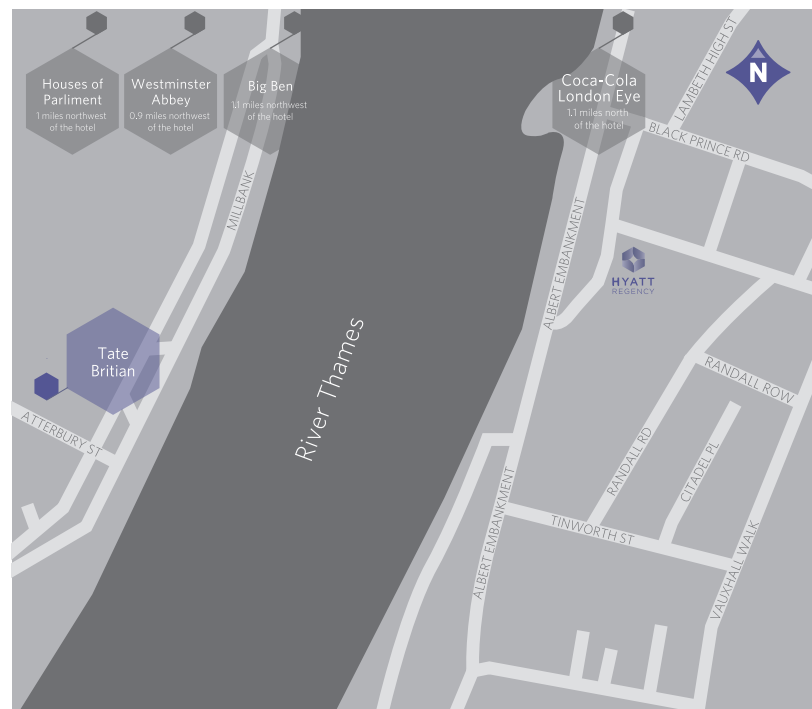 Houses of
Parliment
1 miles northwest
of the hotel
Westminster
Abbey
0,9 miles northwest
of the hotel
Big Ben
1,1 miles northwest
of the hotel
Coca-Cola
London Eye
1,1 miles north
of the hotel
LAMBETH HIGH ST
N
BLACK PRINCE RD
MILLBANK
ALBERT EMBANKMENT
HYATT
REGENCY
Tate
Britian
River Thames
RANDALL ROW
ATTERBURY ST
RANDALL RD
CITADEL PL
ALBERT EMBANKMENT
TINWORTH ST
VAUXHALL WALK